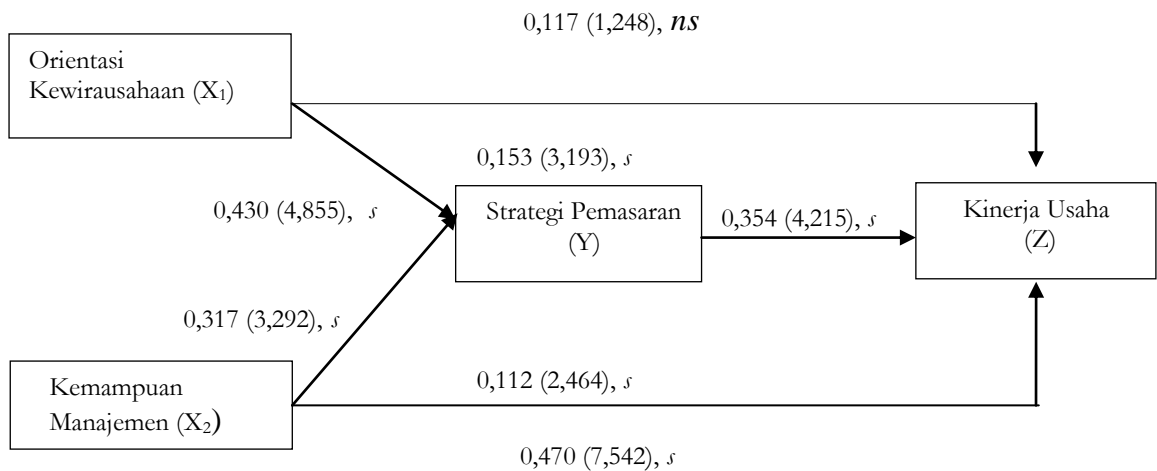 0,117 (1,248), ns
Orientasi
Kewirausahaan (X₁)
0,153 (3,193), s
0,430 (4,855), s
Strategi Pemasaran
(Y)
0,354 (4,215), s
Kinerja Usaha
(Z)
0,317 (3,292), s
Kemampuan
Manajemen (X₂)
0,112 (2,464), s
0,470 (7,542), s